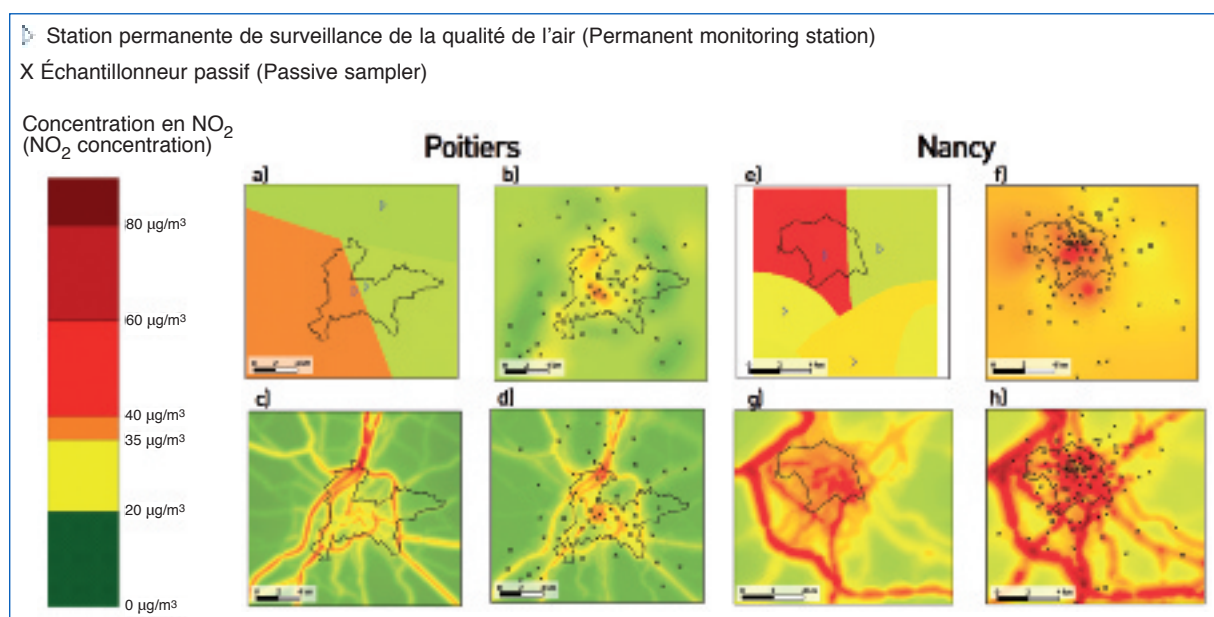 Station permanente de surveillance de la qualité de l'air (Permanent monitoring station)
X Échantillonneur passif (Passive sampler)
Concentration en NO2
(NO2 concentration)
80 µg/m³
60 µg/m³
40 µg/m³
35 µg/m³
20 µg/m³
0 µg/m³
Poitiers
Nancy
a)
b)
e)
f)
c)
d)
g)
h)